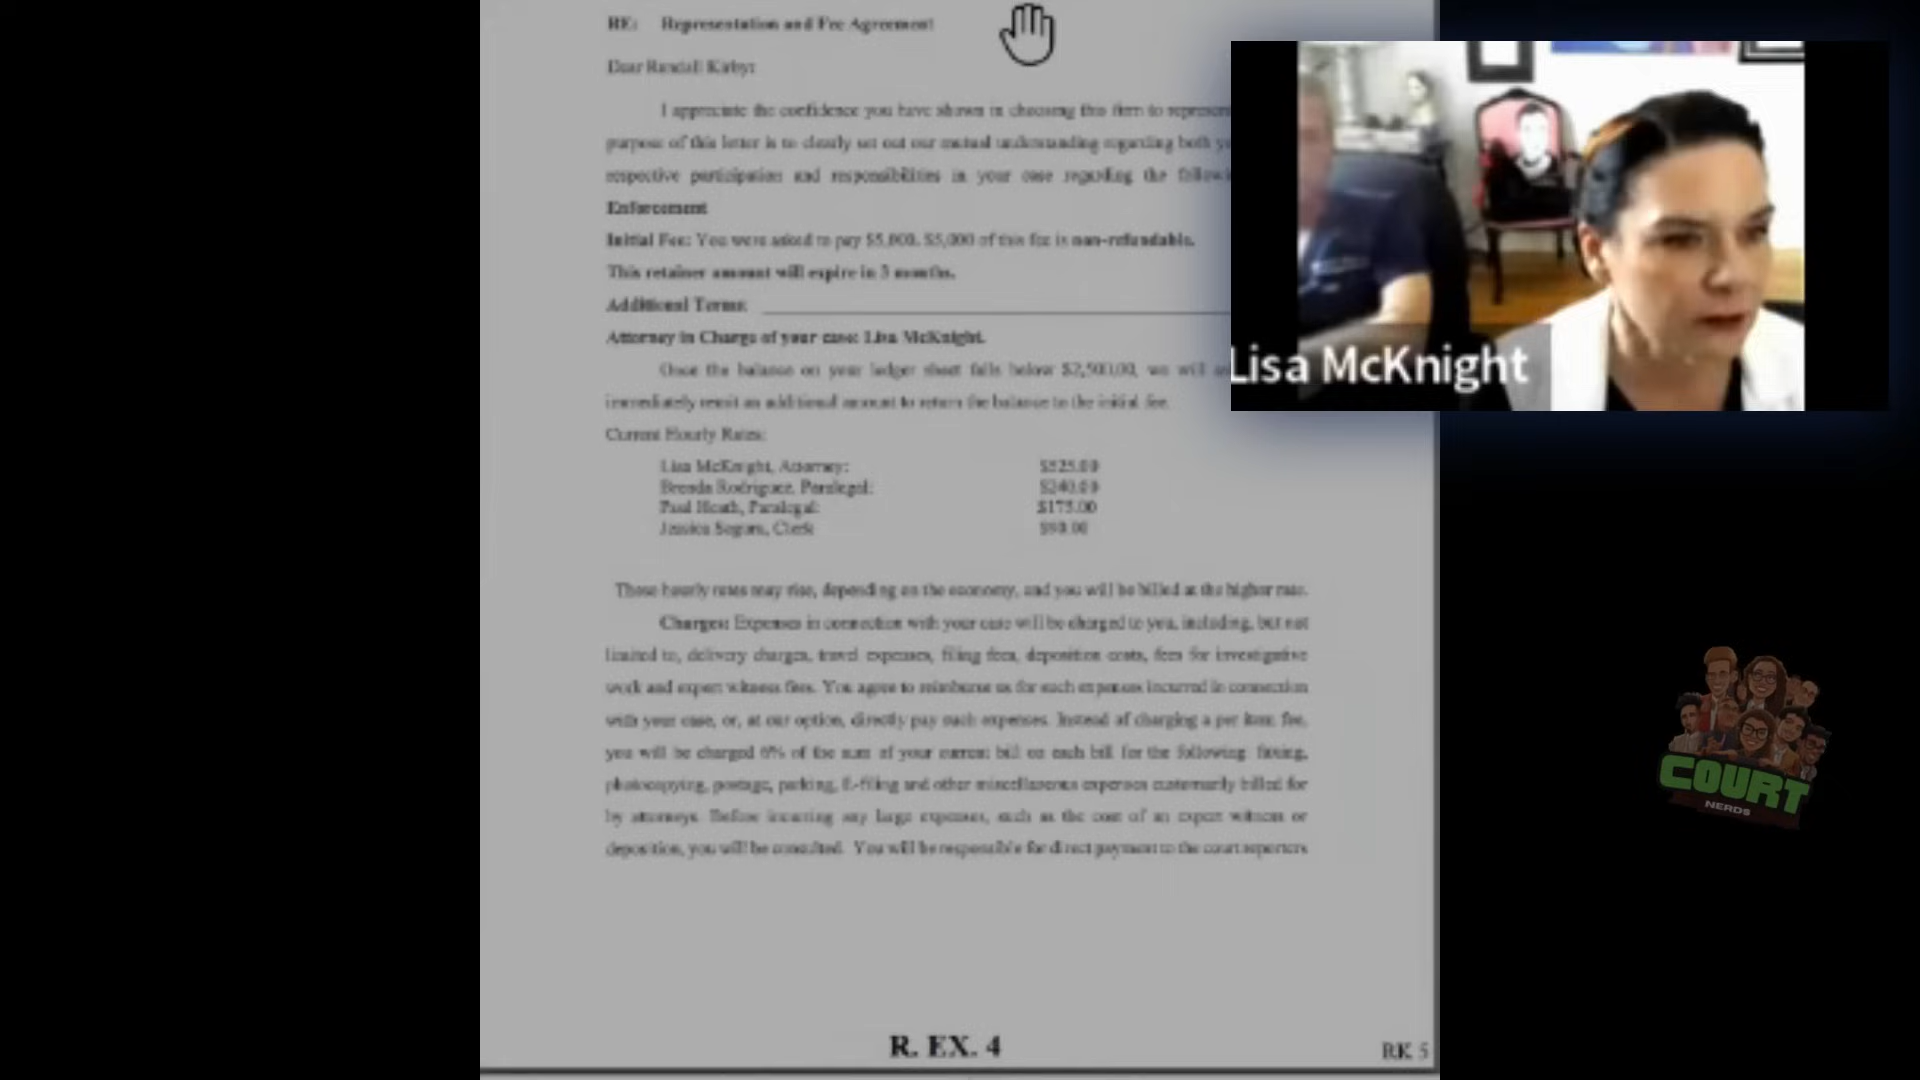 RE: Representation and Fee Agreement
Dear Randall Kirby:
I appreciate the confidence you have shown in choosing this firm to represent
purpose of this letter is to clearly set out our mutual understanding regarding both
respective participation and responsibilities in your case regarding the
Enforcement
Initial Fee: You were asked to pay $5,000. $5,000 of this fee is non-refundable.
This retainer amount will expire in 3 months.
Additional Terms:
Attorney in Charge of your case: Lisa McKnight.
Once the balance on your ledger sheet falls below $2,500.00, we will
immediately remit an additional amount to return the balance to the initial fee.
Current Hourly Rates:
Lisa McKnight, Attorney: $525.00
Brenda Rodriguez, Paralegal: $240.00
Paul Heath, Paralegal: $175.00
Jessica Segura, Clerk $90.00
These hourly rates may rise, depending on the economy, and you will be billed at the higher rate.
Charges: Expenses in connection with your case will be charged to you, including, but not
limited to, delivery charges, travel expenses, filing fees, deposition costs, fees for investigative
work and expert witness fees. You agree to reimburse us for such expenses incurred in connection
with your case, or, at our option, directly pay such expenses. Instead of charging a per item fee,
you will be charged 6% of the sum of your current bill on each bill for the following: faxing,
photocopying, postage, parking, E-filing and other miscellaneous expenses customarily billed for
by attorneys. Before incurring any large expenses, such as the cost of an expert witness or
deposition, you will be consulted. You will be responsible for direct payment to the court reporters
R. EX. 4
RK 5
Lisa McKnight
COURT
NERDS